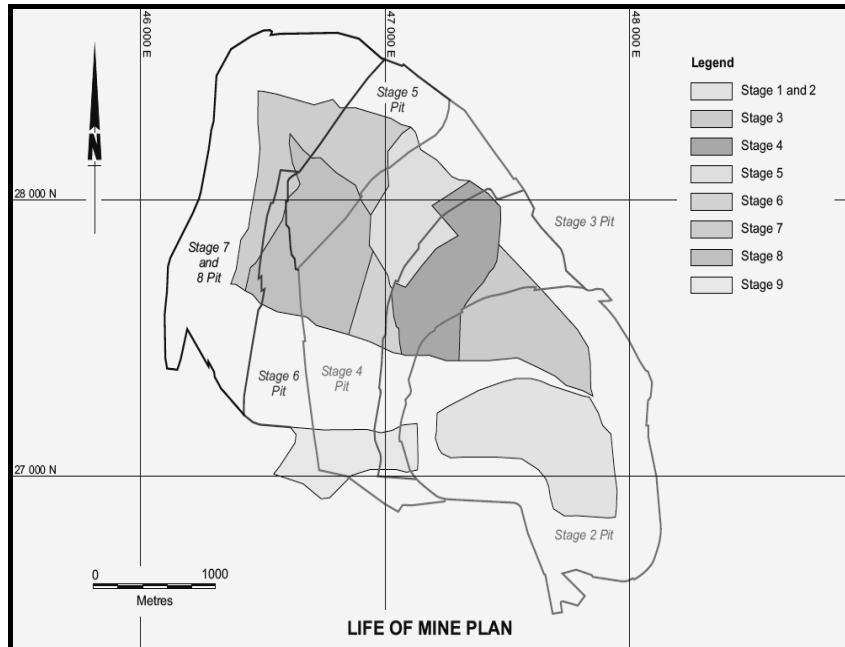 46 000 E
47 000 E
48 000 E
Legend
Stage 1 and 2
Stage 3
Stage 4
Stage 5
Stage 6
Stage 7
Stage 8
Stage 9
N
Stage 5
Pit
28 000 N
Stage 3 Pit
Stage 7
and
8 Pit
Stage 6
Pit
Stage 4
Pit
27 000 N
Stage 2 Pit
0 1000
Metres
LIFE OF MINE PLAN